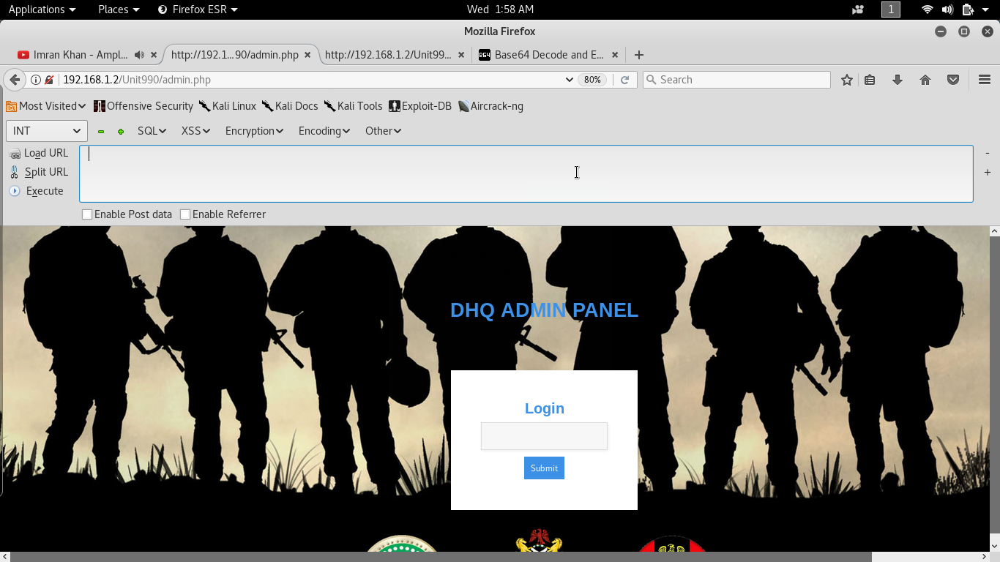 Applications Places Firefox ESR Wed 1:58 AM 1
Mozilla Firefox
Imran Khan - Ampl... http://192.1...90/admin.php http://192.168.1.2/Unit99... B64 Base64 Decode and E...
192.168.1.2/Unit990/admin.php 80% Search
Most Visited Offensive Security Kali Linux Kali Docs Kali Tools Exploit-DB Aircrack-ng
INT SQL XSS Encryption Encoding Other
Load URL -
Split URL +
Execute
Enable Post data Enable Referrer
DHQ ADMIN PANEL
Login
Submit